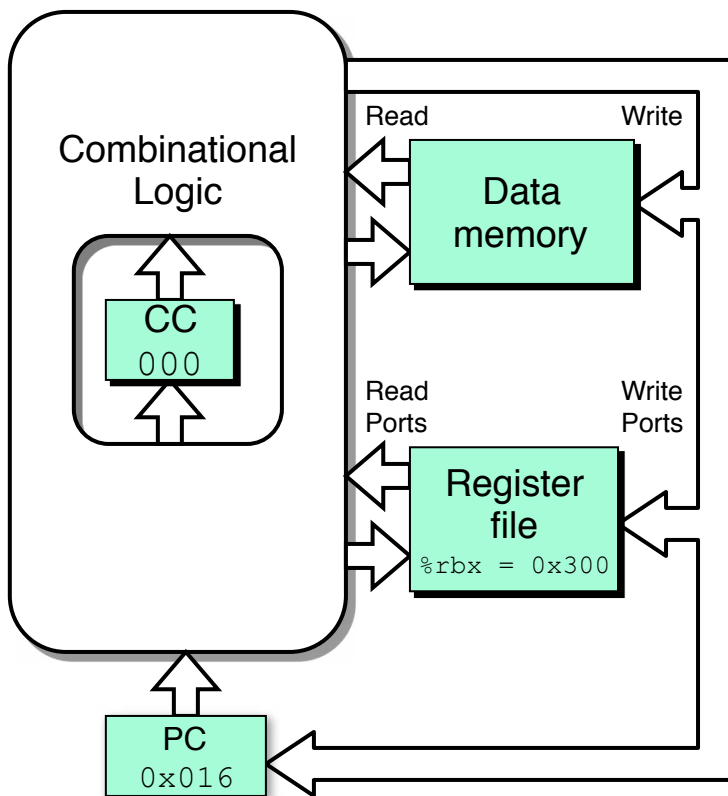 Combinational
Logic
CC
000
Read
Write
Data
memory
Read
Ports
Write
Ports
Register
file
%rbx = 0x300
PC
0x016